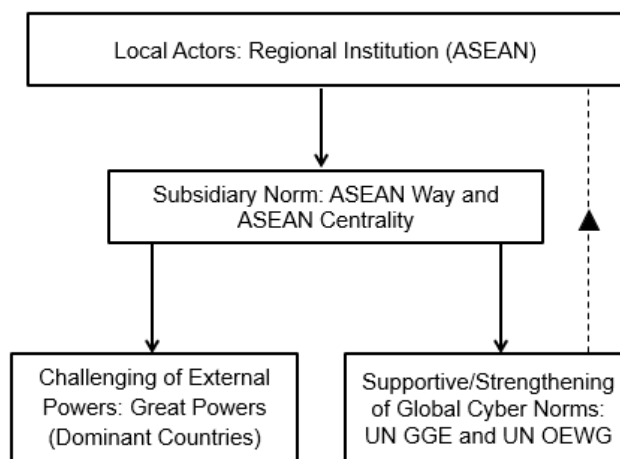 Local Actors: Regional Institution (ASEAN)
Subsidiary Norm: ASEAN Way and
ASEAN Centrality
Challenging of External
Powers: Great Powers
(Dominant Countries)
Supportive/Strengthening
of Global Cyber Norms:
UN GGE and UN OEWG